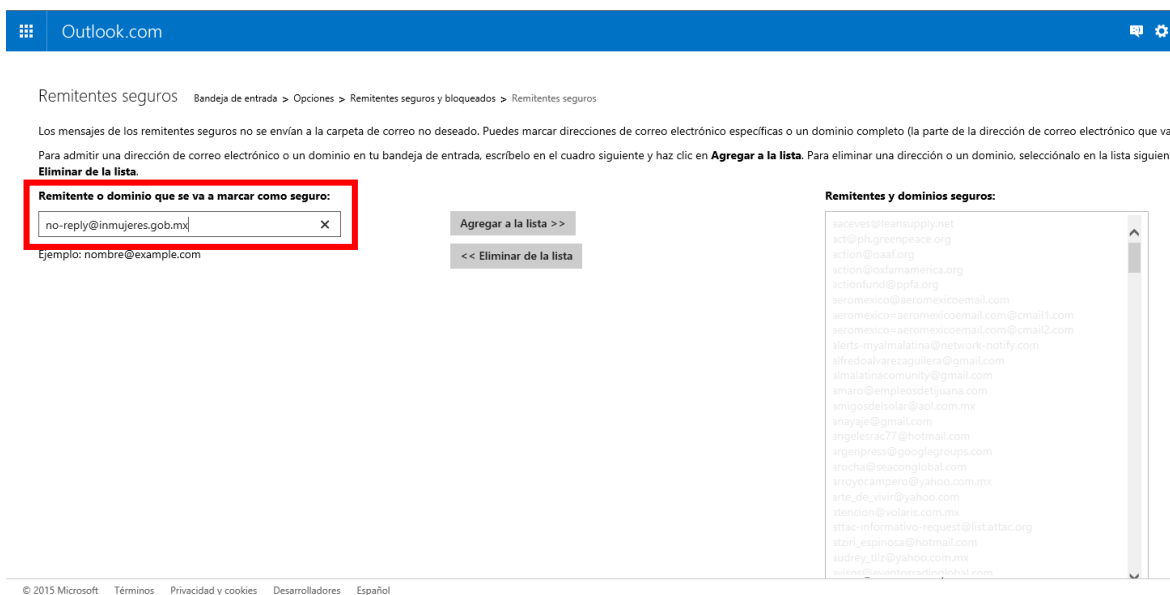 Outlook.com
Remitentes seguros Bandeja de entrada > Opciones > Remitentes seguros y bloqueados > Remitentes seguros
Los mensajes de los remitentes seguros no se envían a la carpeta de correo no deseado. Puedes marcar direcciones de correo electrónico específicas o un dominio completo (la parte de la dirección de correo electrónico que va
Para admitir una dirección de correo electrónico o un dominio en tu bandeja de entrada, escríbelo en el cuadro siguiente y haz clic en Agregar a la lista. Para eliminar una dirección o un dominio, selecciónalo en la lista siguien
Eliminar de la lista.
Remitente o dominio que se va a marcar como seguro:
no-reply@inmujeres.gob.mx
Ejemplo: nombre@example.com
Agregar a la lista >>
<< Eliminar de la lista
Remitentes y dominios seguros:
saceves@leansupply.net
act@ph.greenpeace.org
action@oaaf.org
action@oxfamamerica.org
actionfund@ppfa.org
aeromexico@aeromexicoemail.com
aeromexico=aeromexicoemail.com@cmail1.com
aeromexico=aeromexicoemail.com@cmail2.com
alerts-myalmalatina@network-notify.com
alfredoalvarezaguilera@gmail.com
almalatinacomunity@gmail.com
amaro@empleosdetijuana.com
amigosdelsolar@aol.com.mx
anayaje@gmail.com
angelesrac77@hotmail.com
argenpress@googlegroups.com
arocha@seaconglobal.com
arroyocampero@yahoo.com.mx
arte_de_vivir@yahoo.com
atencion@volaris.com.mx
attac-informativo-request@list.attac.org
atziri_espinosa@hotmail.com
audrey_tllz@yahoo.com.mx
avisos@eventosradioglobal.com
© 2015 Microsoft Términos Privacidad y cookies Desarrolladores Español